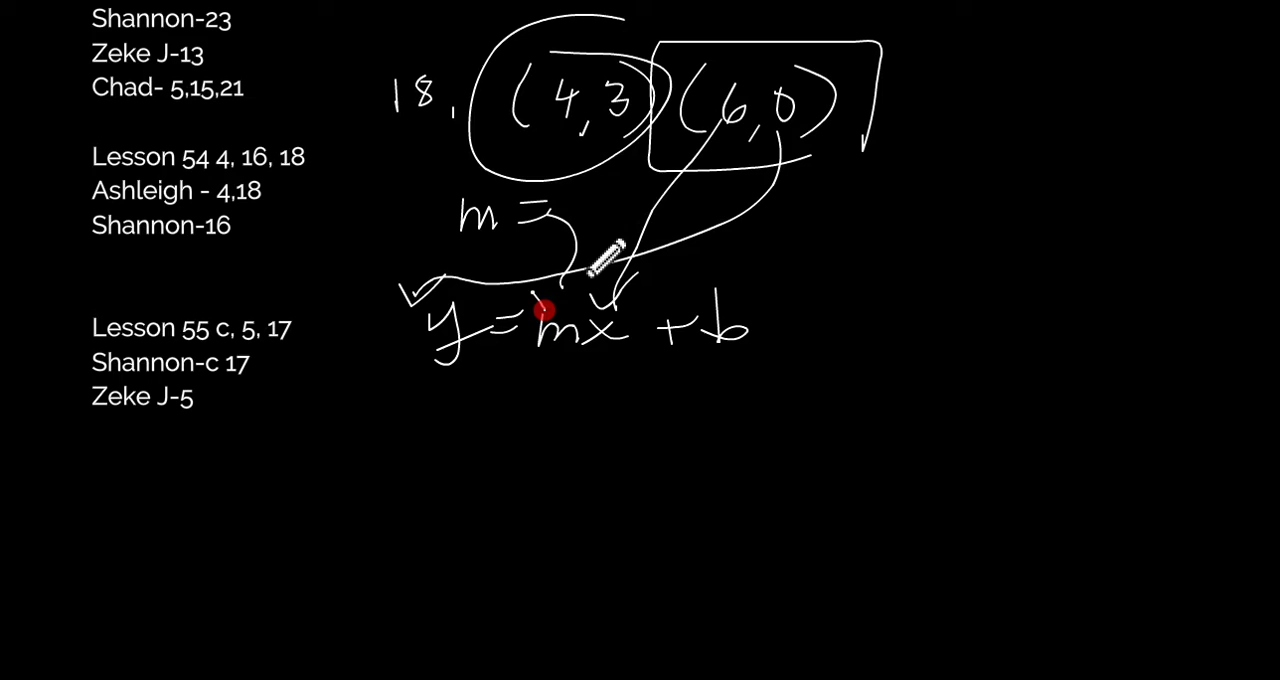 Shannon-23
Zeke J-13
Chad- 5,15,21
Lesson 54 4, 16, 18
Ashleigh - 4,18
Shannon-16
Lesson 55 c, 5, 17
Shannon-c 17
Zeke J-5
18. (4,3) (6,0)
m =
y = mx + b